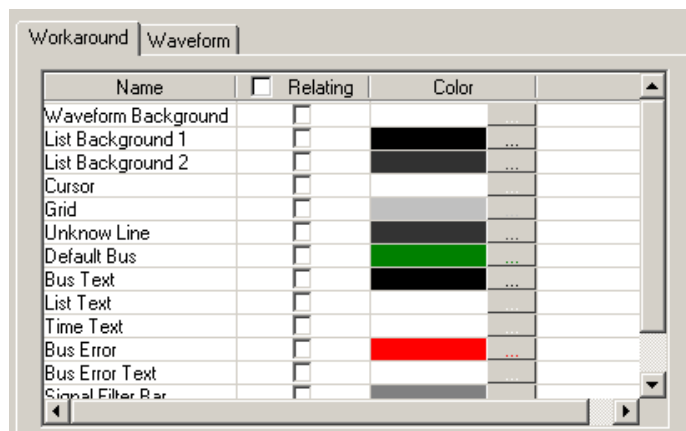 Workaround Waveform
Name Relating Color
Waveform Background ...
List Background 1 ...
List Background 2 ...
Cursor ...
Grid ...
Unknow Line ...
Default Bus ...
Bus Text ...
List Text ...
Time Text ...
Bus Error ...
Bus Error Text ...
Signal Filter Bar